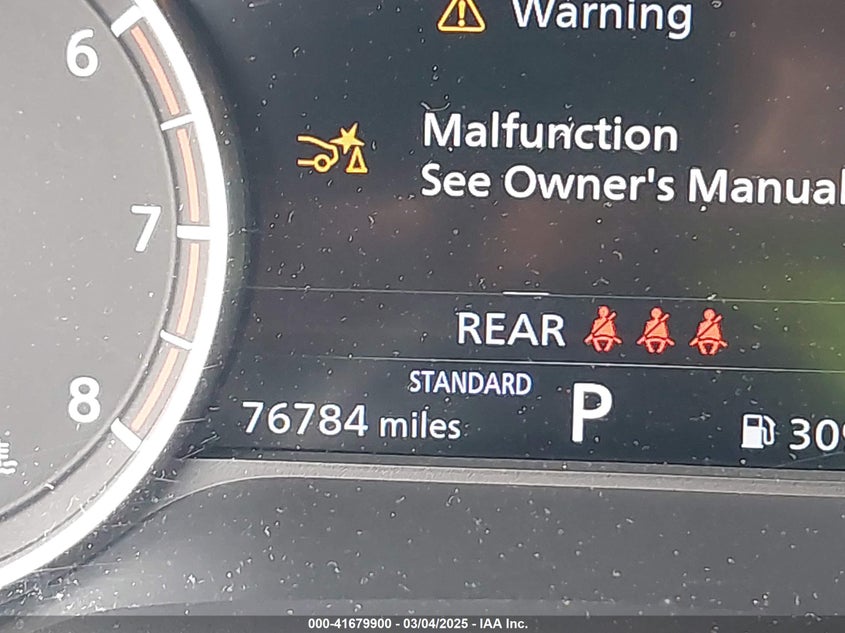 6
Warning
Malfunction
See Owner's Manual
7
REAR
STANDARD
8
76784 miles
P
30
000-41679900 - 03/04/2025 - IAA Inc.